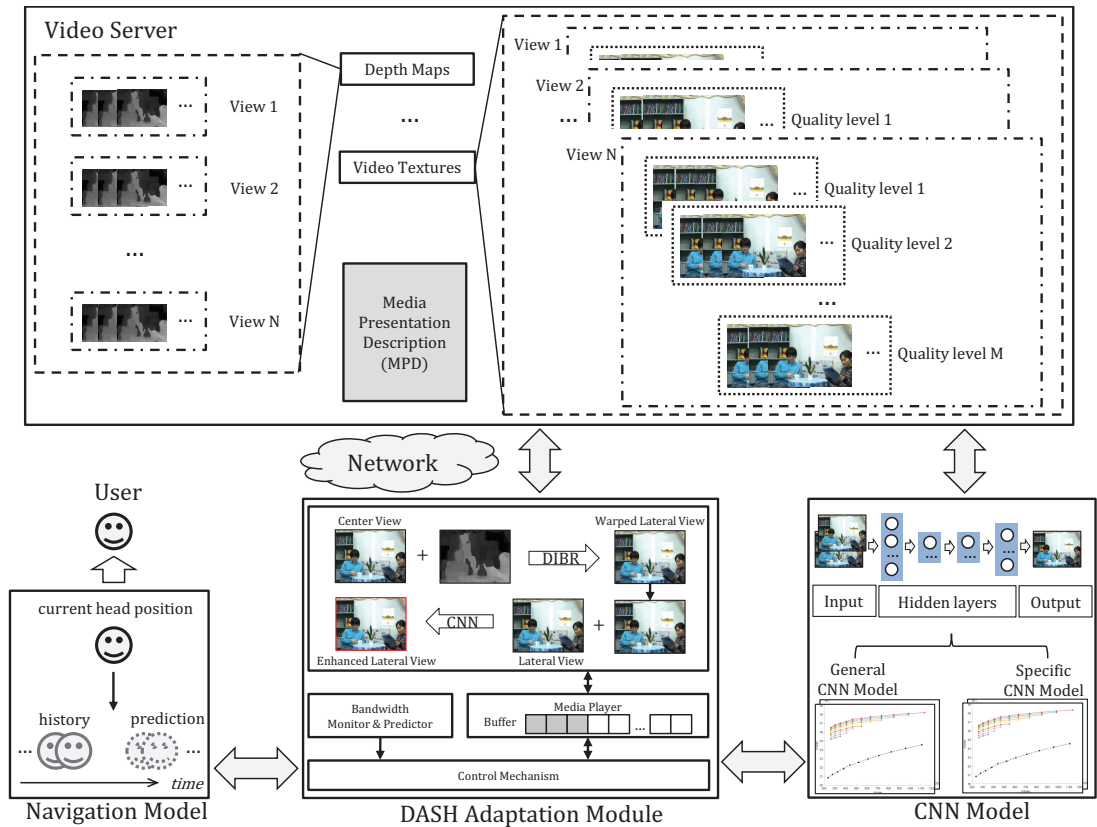 Video Server
View 1
...
View 2
...
...
View N
...
Depth Maps
...
Video Textures
Media
Presentation
Description
(MPD)
View 1
View 2
...
...
Quality level 1
View N
...
Quality level 1
...
Quality level 2
...
...
Quality level M
Network
User
current head position
history
prediction
...
...
time
Navigation Model
Center View
Warped Lateral View
+
DIBR
CNN
+
Enhanced Lateral View
Lateral View
Bandwidth
Monitor & Predictor
Media Player
Buffer
...
Control Mechanism
DASH Adaptation Module
...
...
...
...
Input
Hidden layers
Output
General
CNN Model
Specific
CNN Model
CNN Model